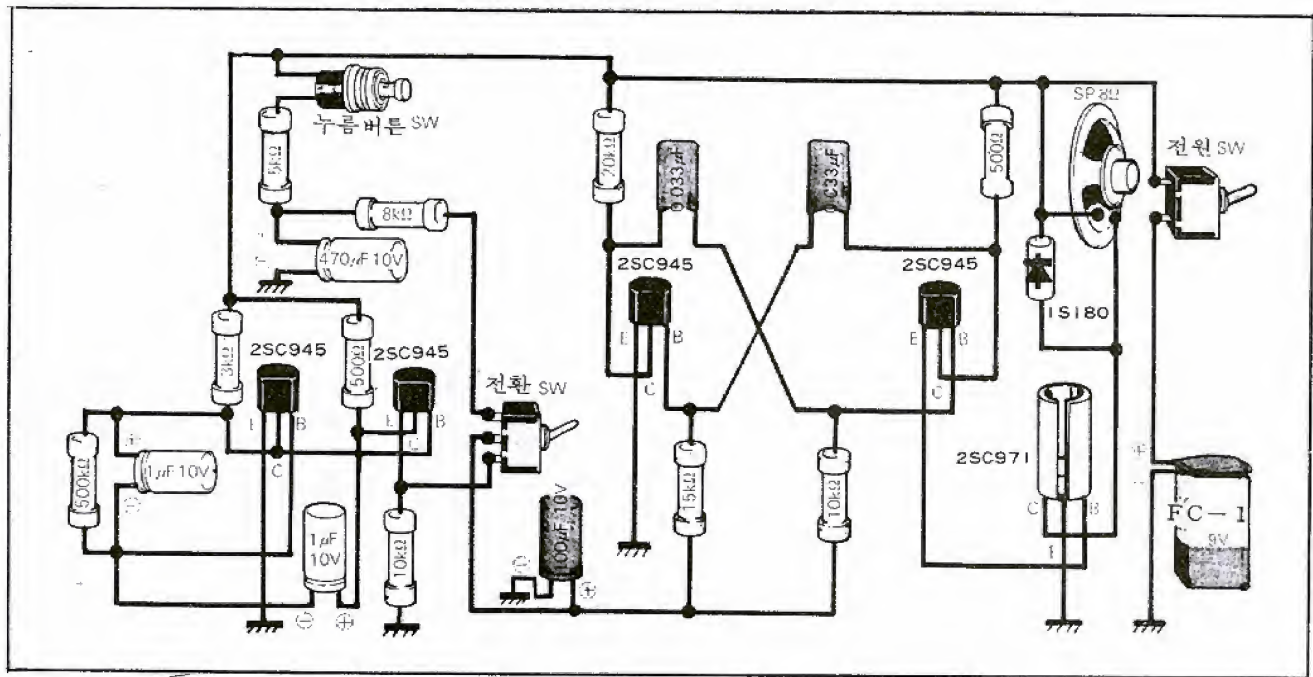 누름버튼 SW
5kΩ
8kΩ
470μF 10V
20kΩ
0.033μF
0.033μF
500Ω
SP 8Ω
전원 SW
1S180
2SC945
E C B
2SC945
E C B
3kΩ
2SC945
E C B
500Ω
2SC945
E C B
전환 SW
500kΩ
⊕
1μF 10V
⊖
1μF
10V
⊖ ⊕
10kΩ
⊖
100μF 10V
⊕
15kΩ
10kΩ
2SC971
C E B
FC-1
9V